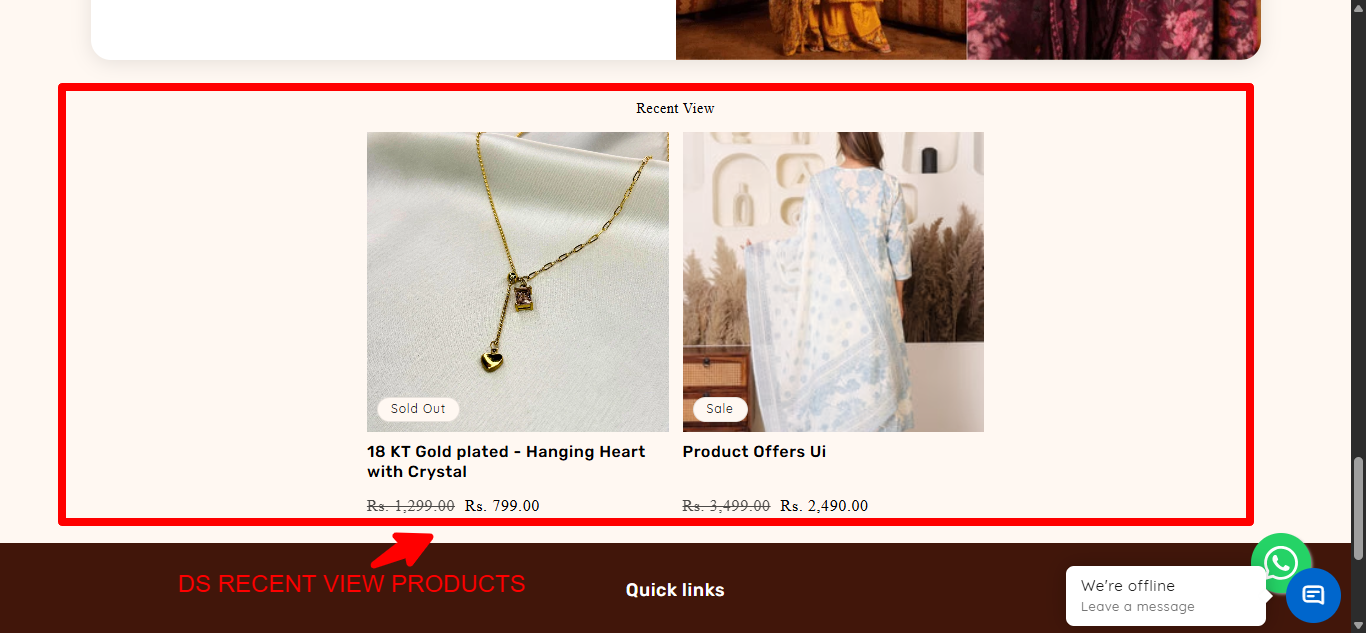 Recent View
Sold Out
Sale
18 KT Gold plated - Hanging Heart
with Crystal
Product Offers Ui
Rs. 1,299.00 Rs. 799.00
Rs. 3,499.00 Rs. 2,490.00
DS RECENT VIEW PRODUCTS
Quick links
We're offline
Leave a message